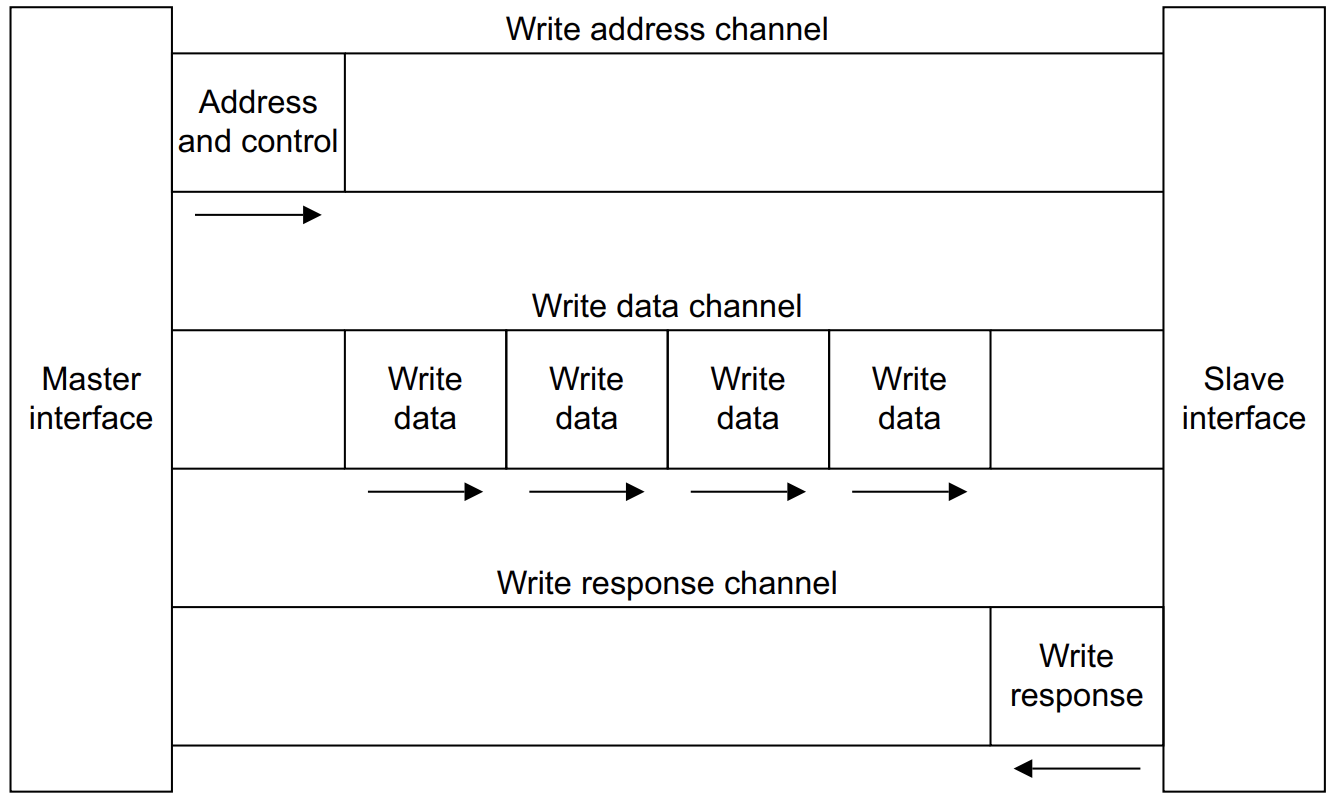 Write address channel
Address
and control
Write data channel
Master
interface
Write
data
Write
data
Write
data
Write
data
Slave
interface
Write response channel
Write
response